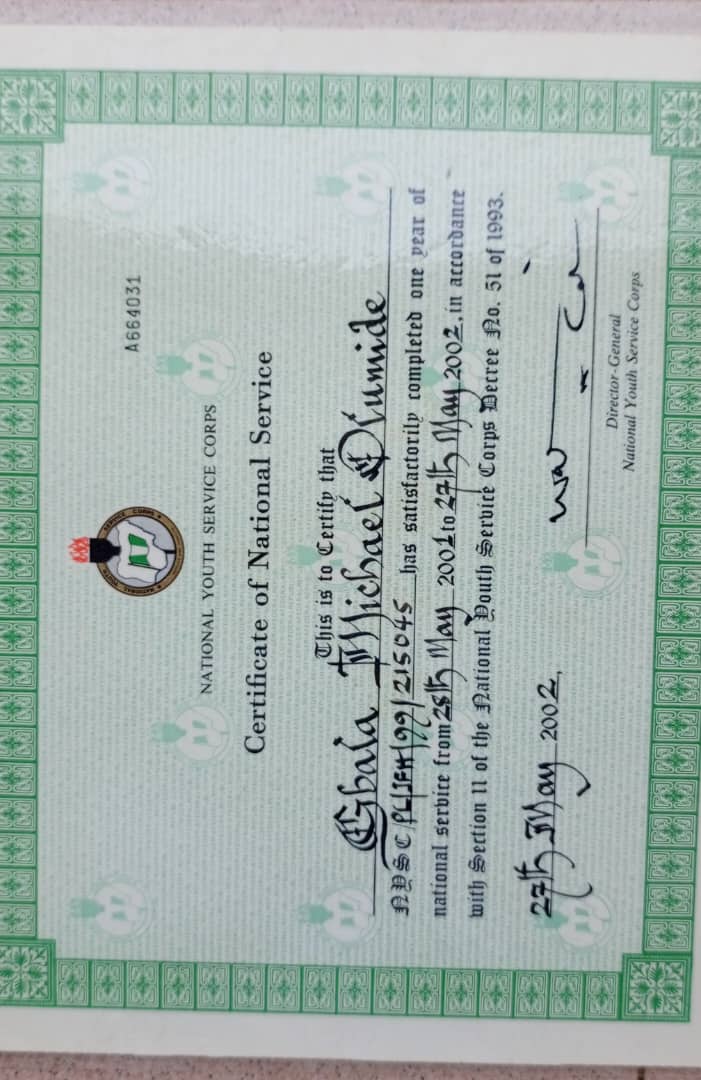 A664031
NATIONAL YOUTH SERVICE CORPS
Certificate of National Service
This is to Certify that
Gbala Michael Olumide
NYSC/PL/IFH/99/215045 has satisfactorily completed one year of
national service from 28th May 2001 to 27th May 2002, in accordance
with Section 11 of the National Youth Service Corps Decree No. 51 of 1993.
27th May 2002.
Director-General
National Youth Service Corps